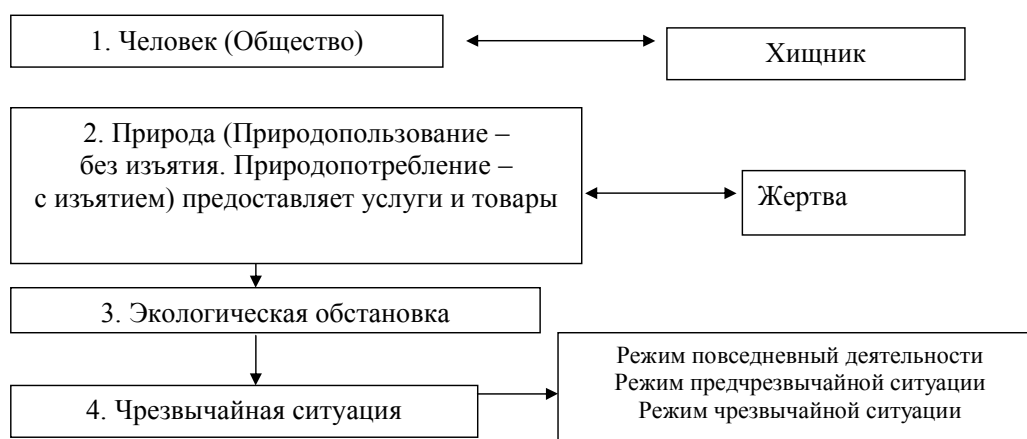 1. Человек (Общество)
Хищник
2. Природа (Природопользование –
без изъятия. Природопотребление –
с изъятием) предоставляет услуги и товары
Жертва
3. Экологическая обстановка
4. Чрезвычайная ситуация
Режим повседневный деятельности
Режим предчрезвычайной ситуации
Режим чрезвычайной ситуации